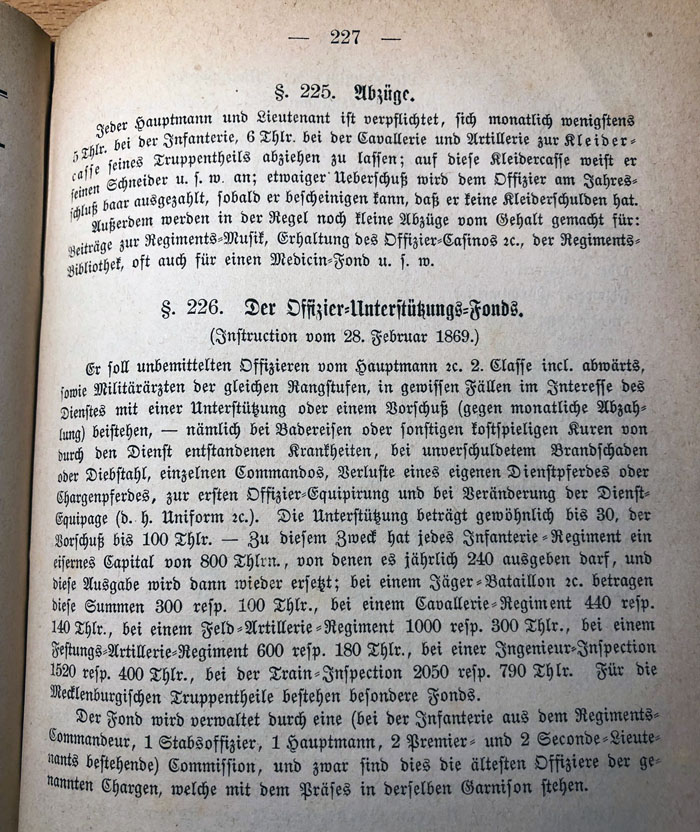 — 227 —
§. 225. Abzüge.
Jeder Hauptmann und Lieutenant ist verpflichtet, sich monatlich wenigstens
5 Thlr. bei der Infanterie, 6 Thlr. bei der Cavallerie und Artillerie zur Kleider-
casse seines Truppentheils abziehen zu lassen; auf diese Kleidercasse weist er
seinen Schneider u. s. w. an; etwaiger Ueberschuß wird dem Offizier am Jahres-
schluß baar ausgezahlt, sobald er bescheinigen kann, daß er keine Kleiderschulden hat.
Außerdem werden in der Regel noch kleine Abzüge vom Gehalt gemacht für:
Beiträge zur Regiments-Musik, Erhaltung des Offizier-Casinos ꝛc., der Regiments-
Bibliothek, oft auch für einen Medicin-Fond u. s. w.
§. 226. Der Offizier-Unterstützungs-Fonds.
(Instruction vom 28. Februar 1869.)
Er soll unbemittelten Offizieren vom Hauptmann ꝛc. 2. Classe incl. abwärts,
sowie Militärärzten der gleichen Rangstufen, in gewissen Fällen im Interesse des
Dienstes mit einer Unterstützung oder einem Vorschuß (gegen monatliche Abzah-
lung) beistehen, — nämlich bei Badereisen oder sonstigen kostspieligen Kuren von
durch den Dienst entstandenen Krankheiten, bei unverschuldetem Brandschaden
oder Diebstahl, einzelnen Commandos, Verluste eines eigenen Dienstpferdes oder
Chargenpferdes, zur ersten Offizier-Equipirung und bei Veränderung der Dienst-
Equipage (d. h. Uniform ꝛc.). Die Unterstützung beträgt gewöhnlich bis 30, der
Vorschuß bis 100 Thlr. — Zu diesem Zweck hat jedes Infanterie-Regiment ein
eisernes Capital von 800 Thlrn., von denen es jährlich 240 ausgeben darf, und
diese Ausgabe wird dann wieder ersetzt; bei einem Jäger-Bataillon ꝛc. betragen
diese Summen 300 resp. 100 Thlr., bei einem Cavallerie-Regiment 440 resp.
140 Thlr., bei einem Feld-Artillerie-Regiment 1000 resp. 300 Thlr., bei einem
Festungs-Artillerie-Regiment 600 resp. 180 Thlr., bei einer Ingenieur-Inspection
1520 resp. 400 Thlr., bei der Train-Inspection 2050 resp. 790 Thlr. Für die
Mecklenburgischen Truppentheile bestehen besondere Fonds.
Der Fond wird verwaltet durch eine (bei der Infanterie aus dem Regiments-
Commandeur, 1 Stabsoffizier, 1 Hauptmann, 2 Premier- und 2 Seconde-Lieute-
nants bestehende) Commission, und zwar sind dies die ältesten Offiziere der ge-
nannten Chargen, welche mit dem Präses in derselben Garnison stehen.